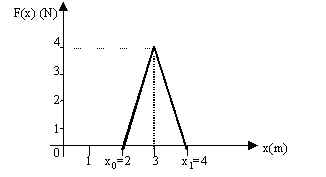 F(x) (N)
4
3
2
1
0
1 x₀=2 3 x₁=4 x(m)